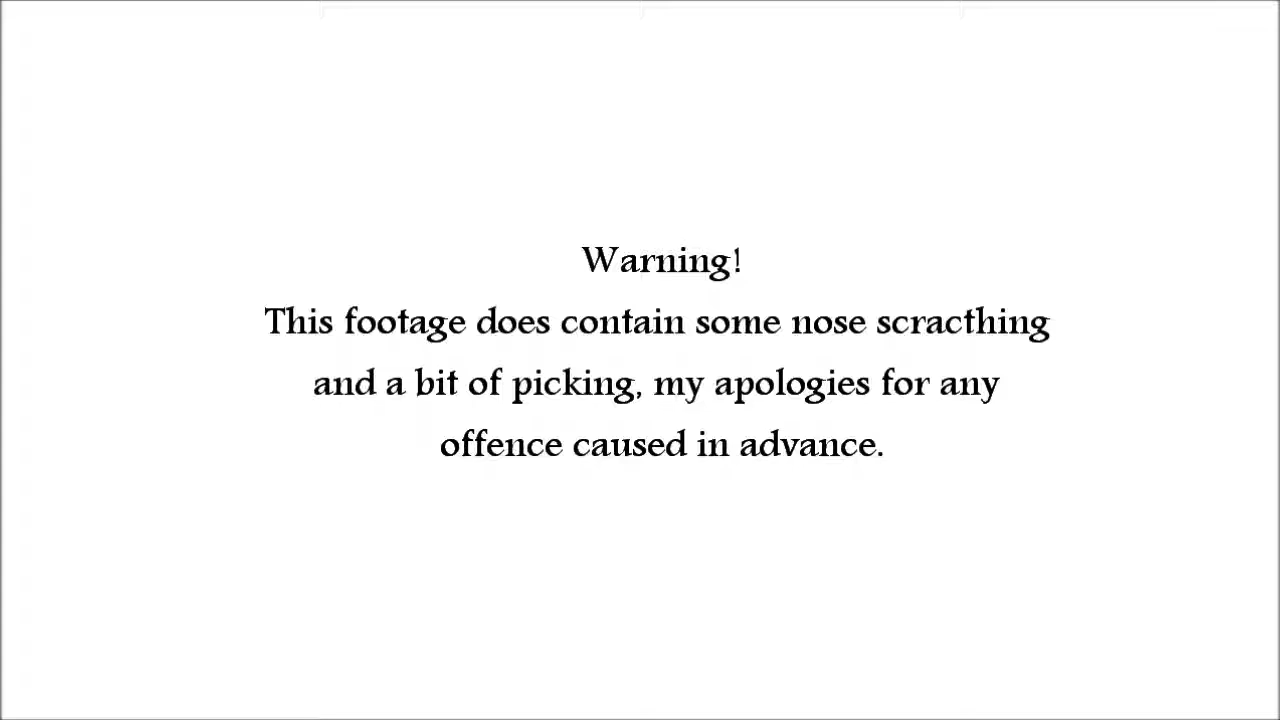 Warning!
This footage does contain some nose scracthing
and a bit of picking, my apologies for any
offence caused in advance.